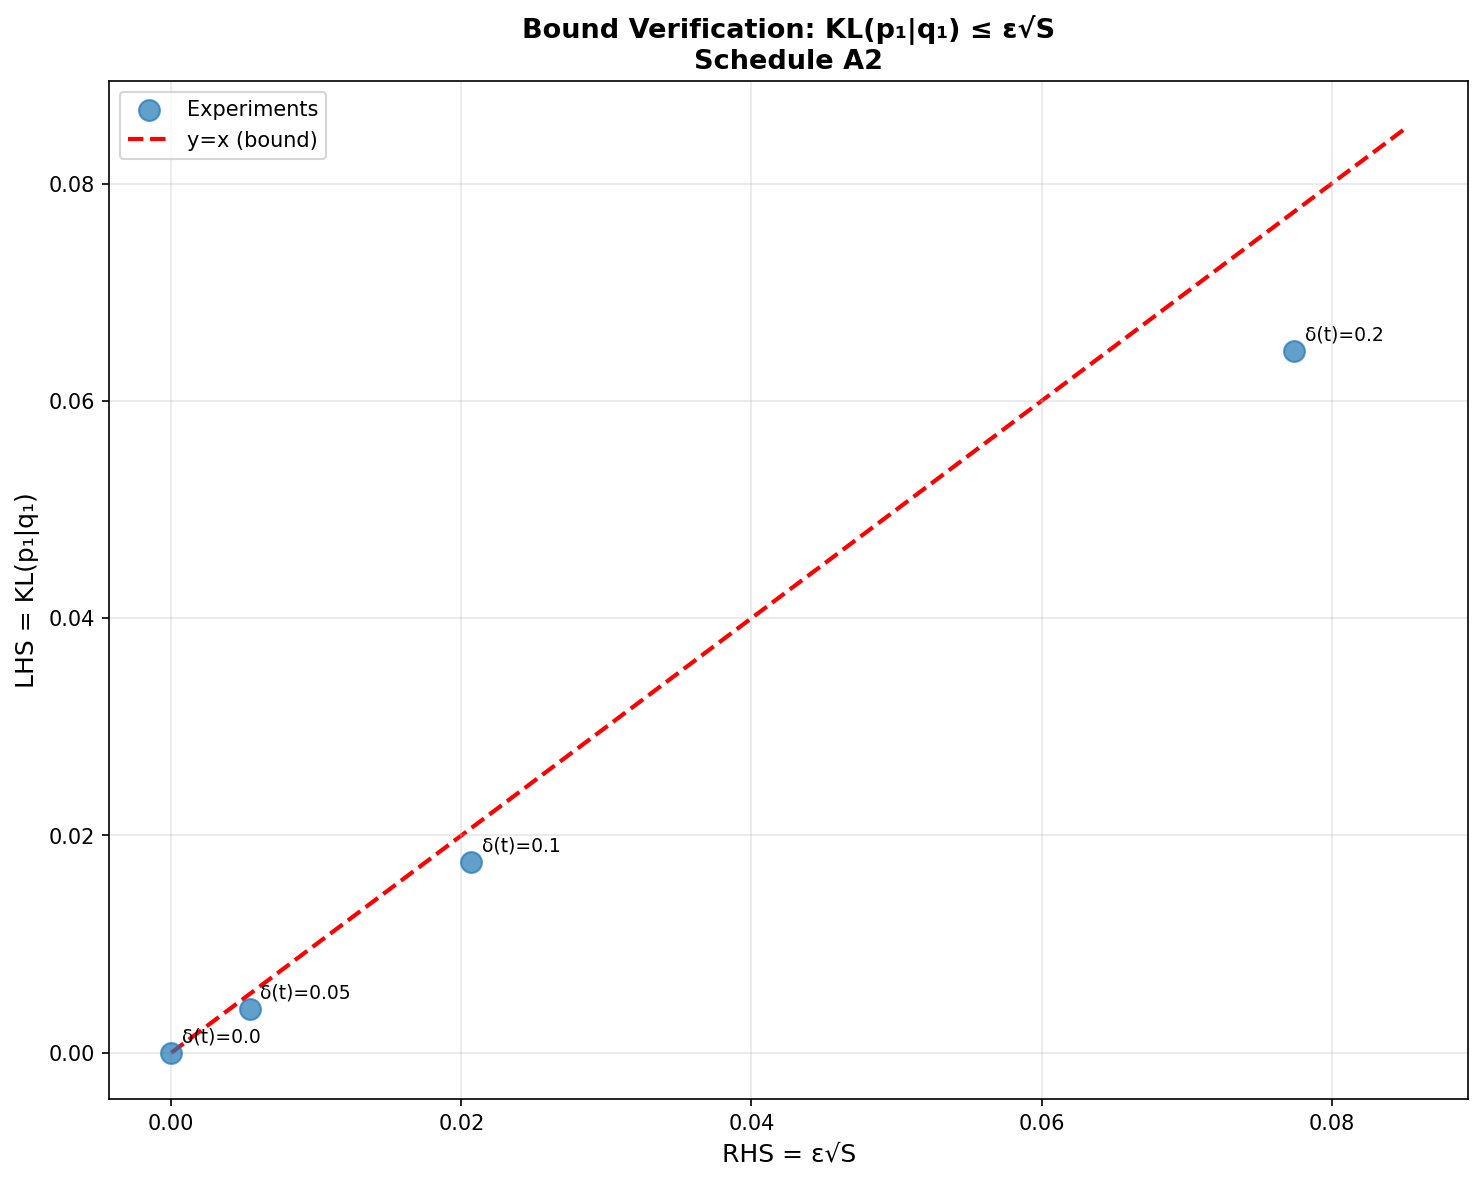 Bound Verification: KL(p₁|q₁) ≤ ε√S
Schedule A2
Experiments
y=x (bound)
0.08
0.06
0.04
0.02
0.00
LHS = KL(p₁|q₁)
δ(t)=0.2
δ(t)=0.1
δ(t)=0.05
δ(t)=0.0
0.00 0.02 0.04 0.06 0.08
RHS = ε√S